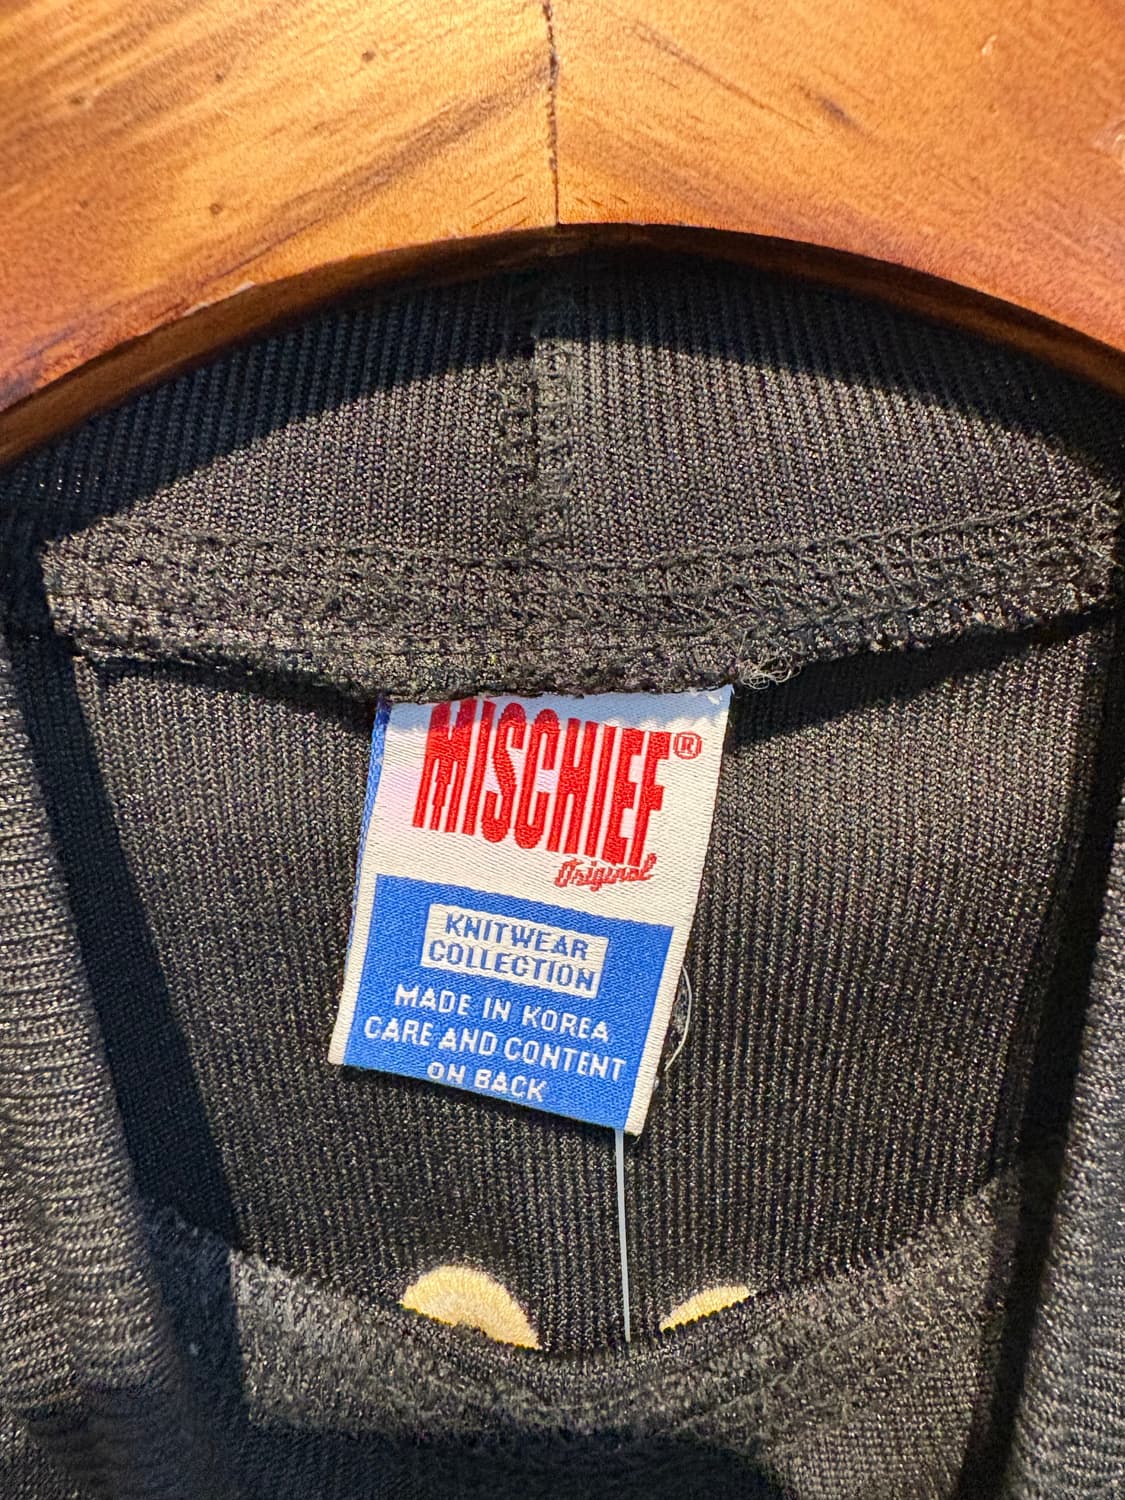 MISCHIEF®
Original
KNITWEAR
COLLECTION
MADE IN KOREA
CARE AND CONTENT
ON BACK